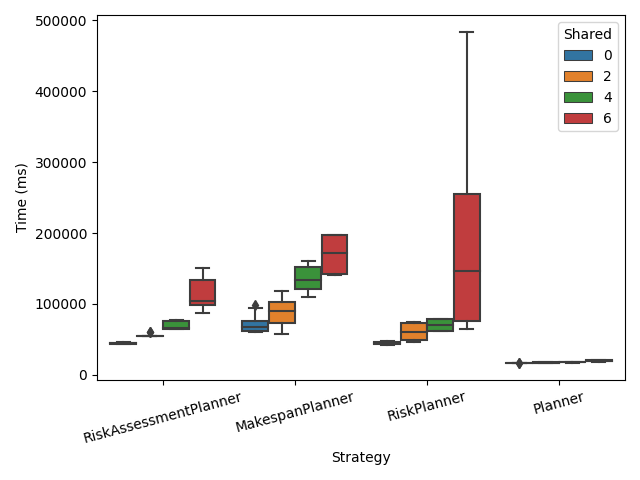 500000
400000
300000
200000
100000
0
Time (ms)
Shared
0
2
4
6
RiskAssessmentPlanner
MakespanPlanner
RiskPlanner
Planner
Strategy